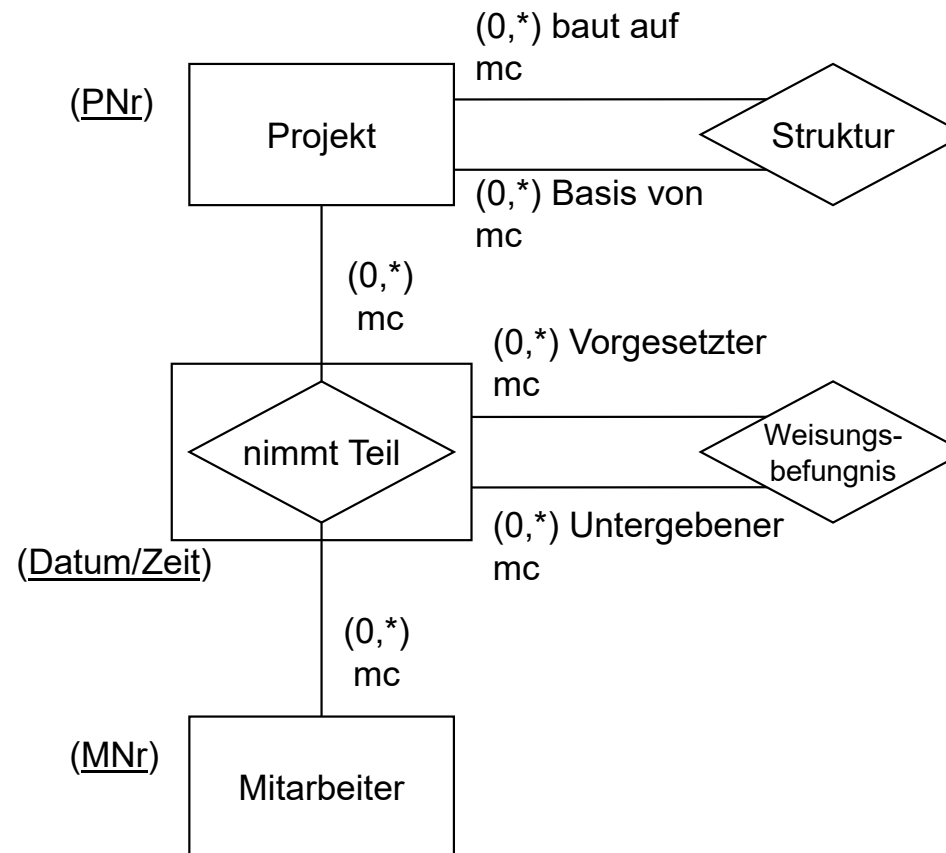 (0,*) baut auf
mc
(PNr)
Projekt
Struktur
(0,*) Basis von
mc
(0,*)
mc
(0,*) Vorgesetzter
mc
nimmt Teil
Weisungs-
befungnis
(0,*) Untergebener
mc
(Datum/Zeit)
(0,*)
mc
(MNr)
Mitarbeiter